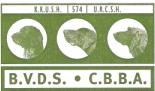 K.K.U.S.H. | 574 | U.R.C.S.H.
B.V.D.S. • C.B.B.A.